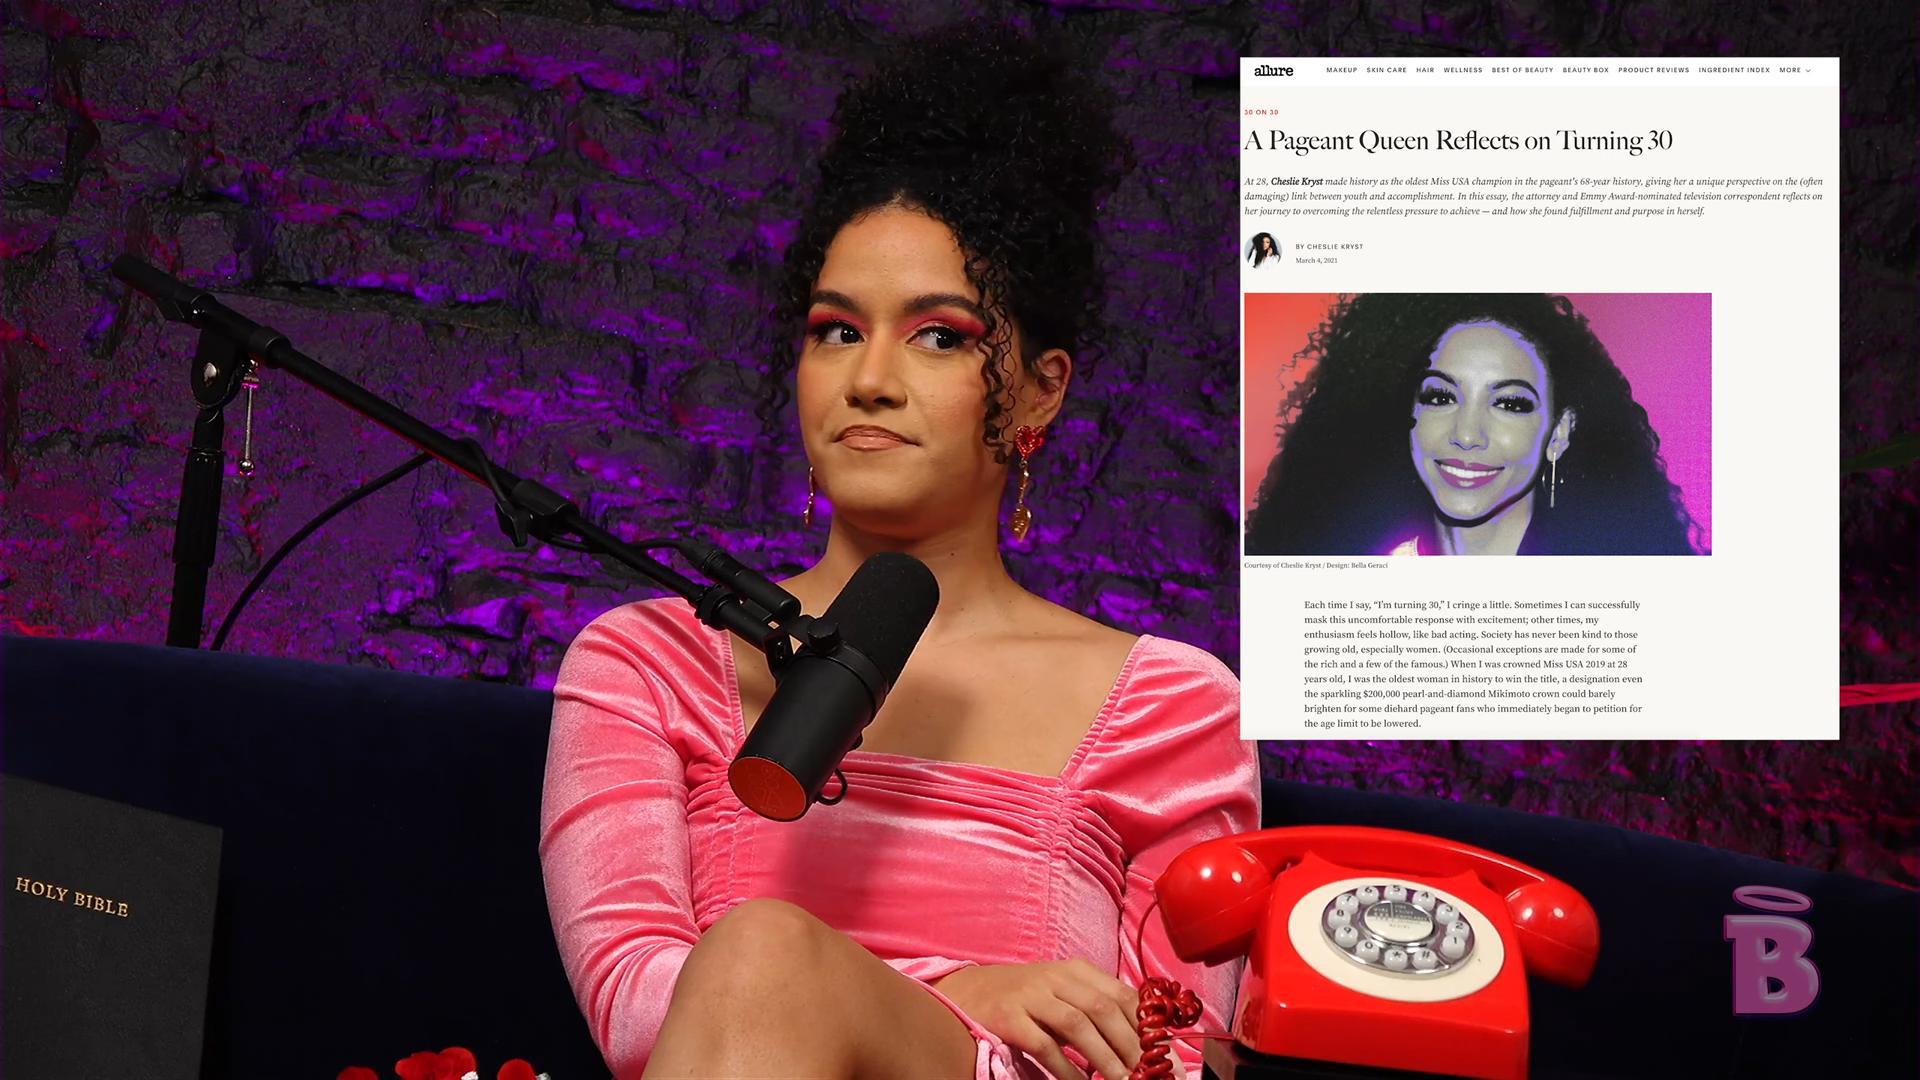 allure
MAKEUP SKIN CARE HAIR WELLNESS BEST OF BEAUTY BEAUTY BOX PRODUCT REVIEWS INGREDIENT INDEX MORE
30 ON 30
A Pageant Queen Reflects on Turning 30
At 28, Cheslie Kryst made history as the oldest Miss USA champion in the pageant's 68-year history, giving her a unique perspective on the (often
damaging) link between youth and accomplishment. In this essay, the attorney and Emmy Award-nominated television correspondent reflects on
her journey to overcoming the relentless pressure to achieve — and how she found fulfillment and purpose in herself.
BY CHESLIE KRYST
March 4, 2021
Courtesy of Cheslie Kryst / Design: Bella Geraci
Each time I say, “I’m turning 30,” I cringe a little. Sometimes I can successfully
mask this uncomfortable response with excitement; other times, my
enthusiasm feels hollow, like bad acting. Society has never been kind to those
growing old, especially women. (Occasional exceptions are made for some of
the rich and a few of the famous.) When I was crowned Miss USA 2019 at 28
years old, I was the oldest woman in history to win the title, a designation even
the sparkling $200,000 pearl-and-diamond Mikimoto crown could barely
brighten for some diehard pageant fans who immediately began to petition for
the age limit to be lowered.
HOLY BIBLE
B